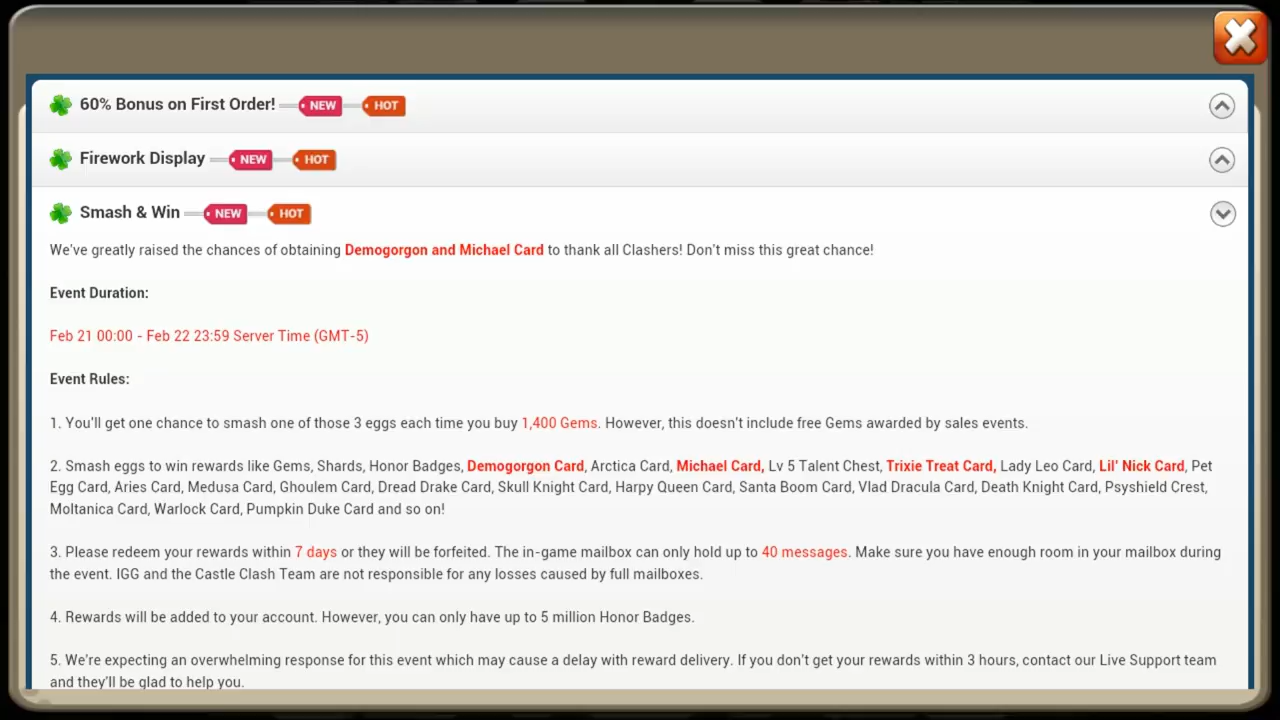 60% Bonus on First Order! NEW HOT
Firework Display NEW HOT
Smash & Win NEW HOT
We've greatly raised the chances of obtaining Demogorgon and Michael Card to thank all Clashers! Don't miss this great chance!
Event Duration:
Feb 21 00:00 - Feb 22 23:59 Server Time (GMT-5)
Event Rules:
1. You'll get one chance to smash one of those 3 eggs each time you buy 1,400 Gems. However, this doesn't include free Gems awarded by sales events.
2. Smash eggs to win rewards like Gems, Shards, Honor Badges, Demogorgon Card, Arctica Card, Michael Card, Lv 5 Talent Chest, Trixie Treat Card, Lady Leo Card, Lil' Nick Card, Pet
Egg Card, Aries Card, Medusa Card, Ghoulem Card, Dread Drake Card, Skull Knight Card, Harpy Queen Card, Santa Boom Card, Vlad Dracula Card, Death Knight Card, Psyshield Crest,
Moltanica Card, Warlock Card, Pumpkin Duke Card and so on!
3. Please redeem your rewards within 7 days or they will be forfeited. The in-game mailbox can only hold up to 40 messages. Make sure you have enough room in your mailbox during
the event. IGG and the Castle Clash Team are not responsible for any losses caused by full mailboxes.
4. Rewards will be added to your account. However, you can only have up to 5 million Honor Badges.
5. We're expecting an overwhelming response for this event which may cause a delay with reward delivery. If you don't get your rewards within 3 hours, contact our Live Support team
and they'll be glad to help you.